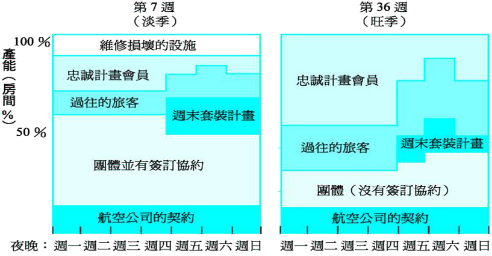 第 7 週
(淡季)
第 36 週
(旺季)
產能(房間%)
100 %
50 %
維修損壞的設施
忠誠計畫會員
過往的旅客
週末套裝計畫
團體並有簽訂協約
航空公司的契約
忠誠計畫會員
過往的旅客
週末套裝計畫
團體(沒有簽訂協約)
航空公司的契約
夜晚: 週一 週二 週三 週四 週五 週六 週日
週一 週二 週三 週四 週五 週六 週日